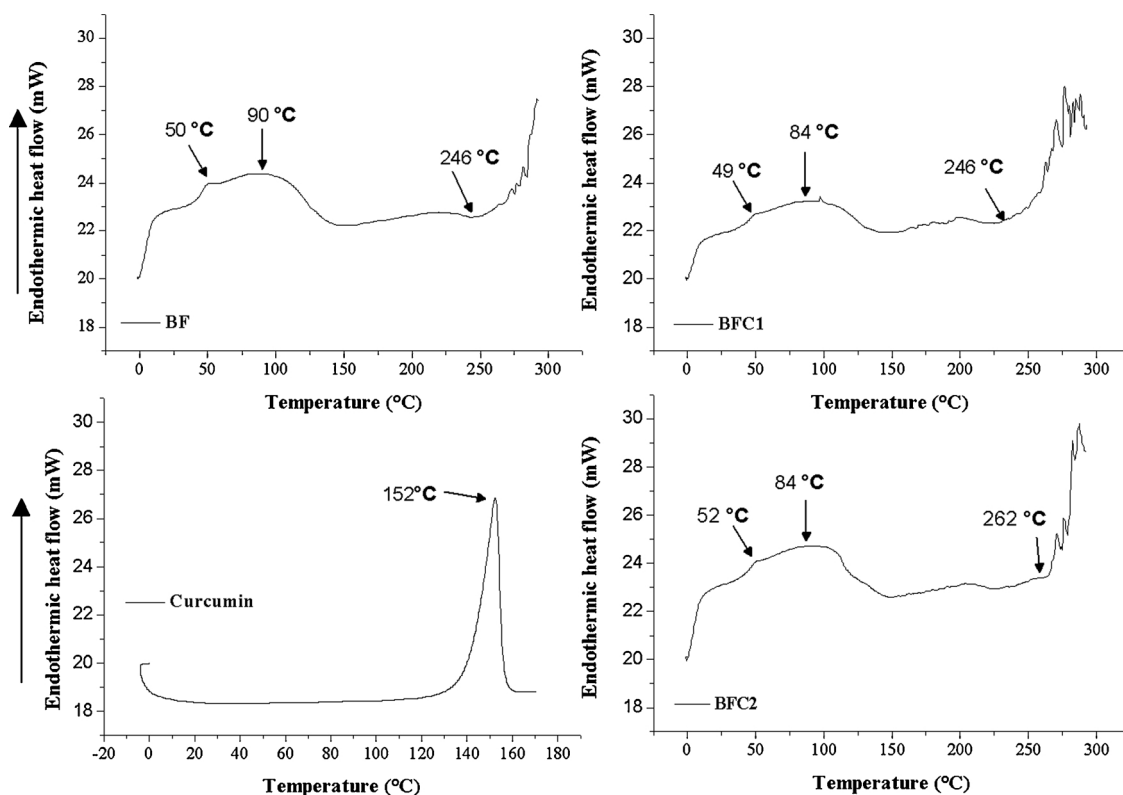 Endothermic heat flow (mW)
30
28
26
24
22
20
18
50 °C
90 °C
246 °C
BF
0
50
100
150
200
250
300
Temperature (°C)
Endothermic heat flow (mW)
30
28
26
24
22
20
18
49 °C
84 °C
246 °C
BFC1
0
50
100
150
200
250
300
Temperature (°C)
Endothermic heat flow (mW)
30
28
26
24
22
20
18
152°C
Curcumin
-20
0
20
40
60
80
100
120
140
160
180
Temperature (°C)
Endothermic heat flow (mW)
30
28
26
24
22
20
18
52 °C
84 °C
262 °C
BFC2
0
50
100
150
200
250
300
Temperature (°C)